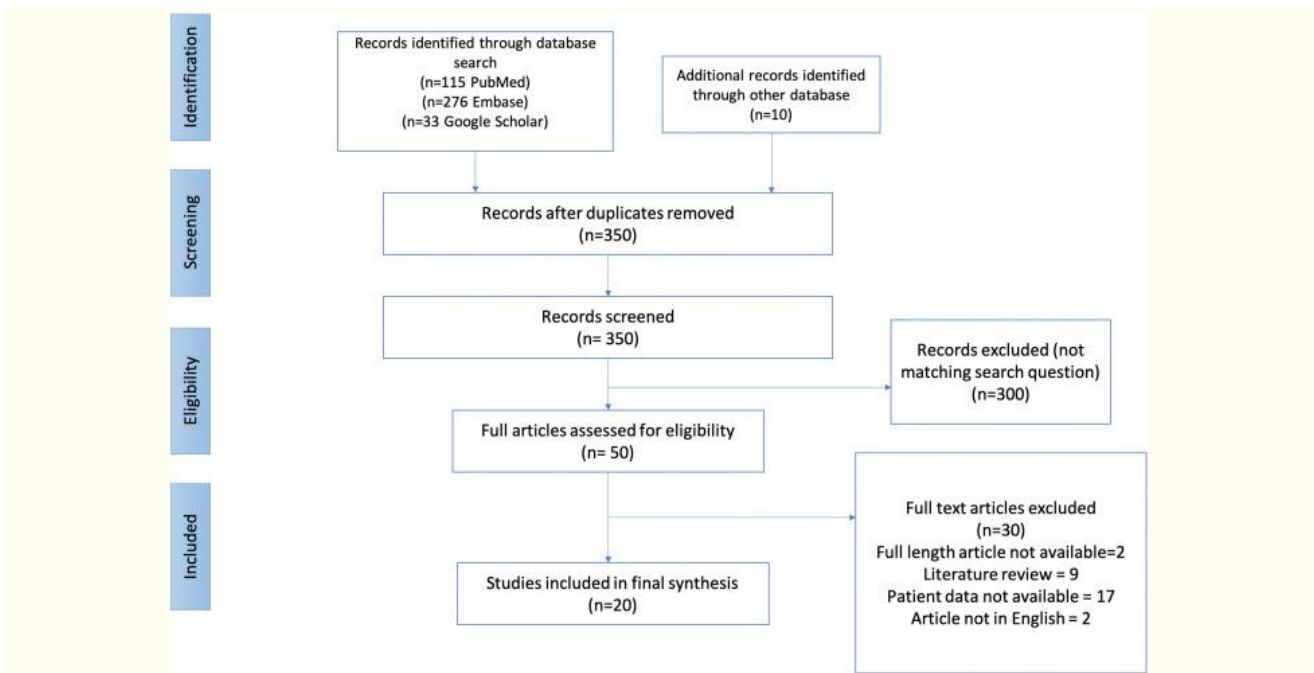 Identification
Records identified through database
search
(n=115 PubMed)
(n=276 Embase)
(n=33 Google Scholar)
Additional records identified
through other database
(n=10)
Screening
Records after duplicates removed
(n=350)
Records screened
(n= 350)
Eligibility
Records excluded (not
matching search question)
(n=300)
Full articles assessed for eligibility
(n= 50)
Included
Full text articles excluded
(n=30)
Full length article not available=2
Literature review = 9
Patient data not available = 17
Article not in English = 2
Studies included in final synthesis
(n=20)